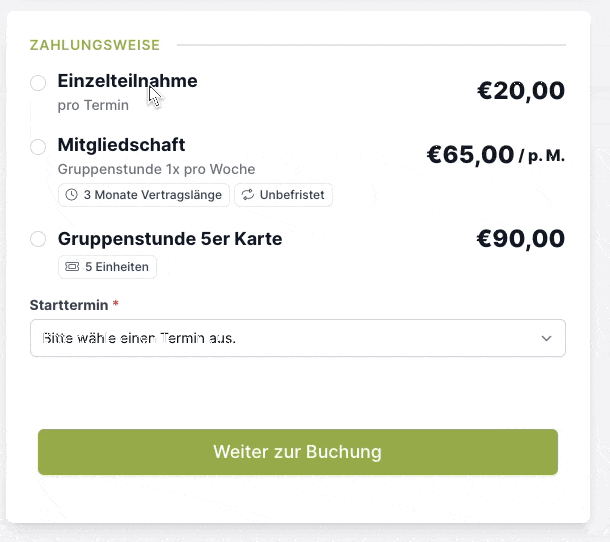 ZAHLUNGSWEISE
Einzelteilnahme €20,00
pro Termin
Mitgliedschaft €65,00 / p. M.
Gruppenstunde 1x pro Woche
3 Monate Vertragslänge Unbefristet
Gruppenstunde 5er Karte €90,00
5 Einheiten
Starttermin *
Bitte wähle einen Termin aus.
Weiter zur Buchung